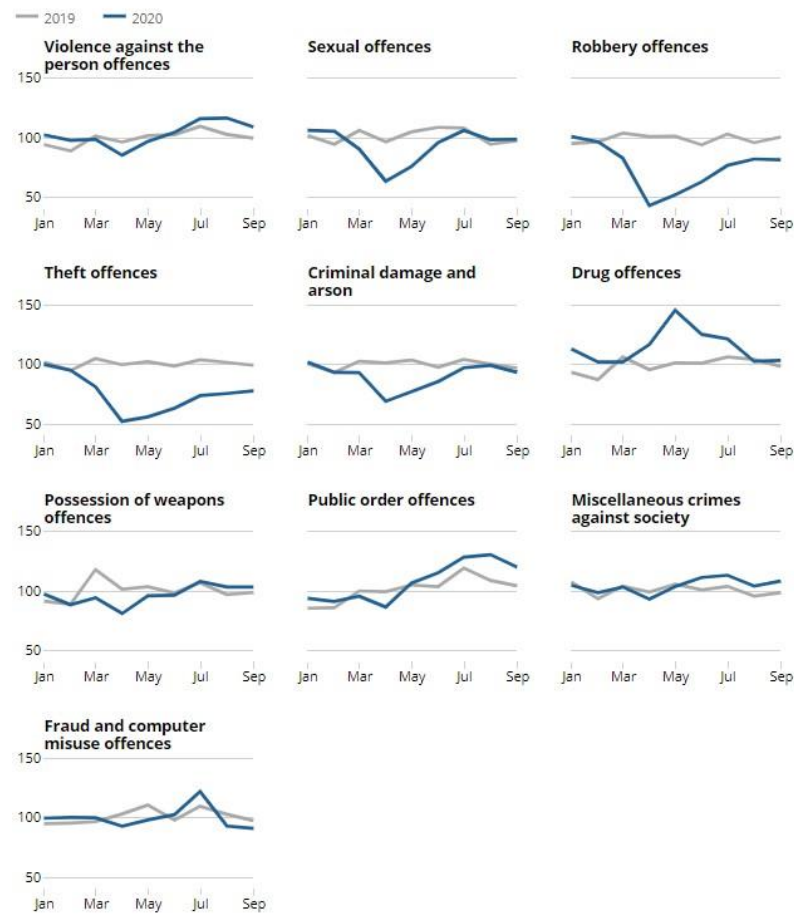 2019 2020
Violence against the
person offences
150
100
50
Jan Mar May Jul Sep
Sexual offences
Jan Mar May Jul Sep
Robbery offences
Jan Mar May Jul Sep
Theft offences
150
100
50
Jan Mar May Jul Sep
Criminal damage and
arson
Jan Mar May Jul Sep
Drug offences
Jan Mar May Jul Sep
Possession of weapons
offences
150
100
50
Jan Mar May Jul Sep
Public order offences
Jan Mar May Jul Sep
Miscellaneous crimes
against society
Jan Mar May Jul Sep
Fraud and computer
misuse offences
150
100
50
Jan Mar May Jul Sep